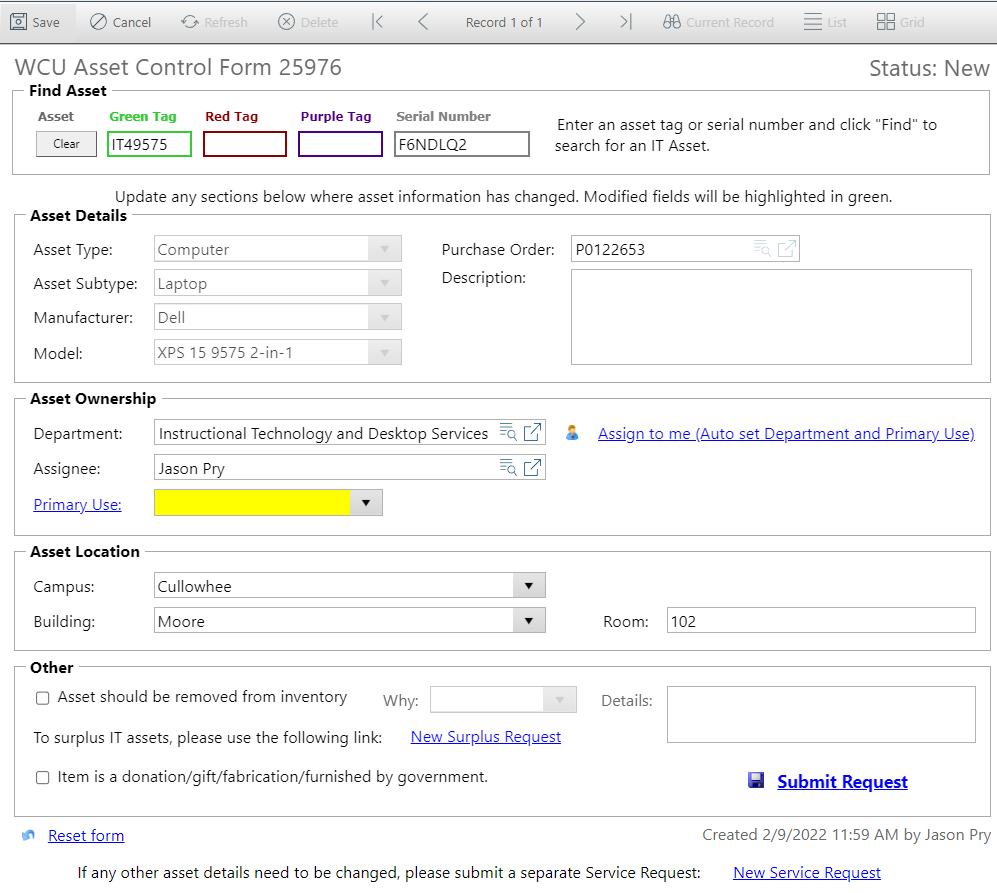 Save Cancel Refresh Delete Record 1 of 1 Current Record List Grid
WCU Asset Control Form 25976 Status: New
Find Asset
Asset Green Tag Red Tag Purple Tag Serial Number
Clear IT49575 F6NDLQ2
Enter an asset tag or serial number and click "Find" to
search for an IT Asset.
Update any sections below where asset information has changed. Modified fields will be highlighted in green.
Asset Details
Asset Type: Computer Purchase Order: P0122653
Asset Subtype: Laptop Description:
Manufacturer: Dell
Model: XPS 15 9575 2-in-1
Asset Ownership
Department: Instructional Technology and Desktop Services Assign to me (Auto set Department and Primary Use)
Assignee: Jason Pry
Primary Use:
Asset Location
Campus: Cullowhee
Building: Moore Room: 102
Other
Asset should be removed from inventory Why: Details:
To surplus IT assets, please use the following link: New Surplus Request
Item is a donation/gift/fabrication/furnished by government. Submit Request
Reset form Created 2/9/2022 11:59 AM by Jason Pry
If any other asset details need to be changed, please submit a separate Service Request: New Service Request